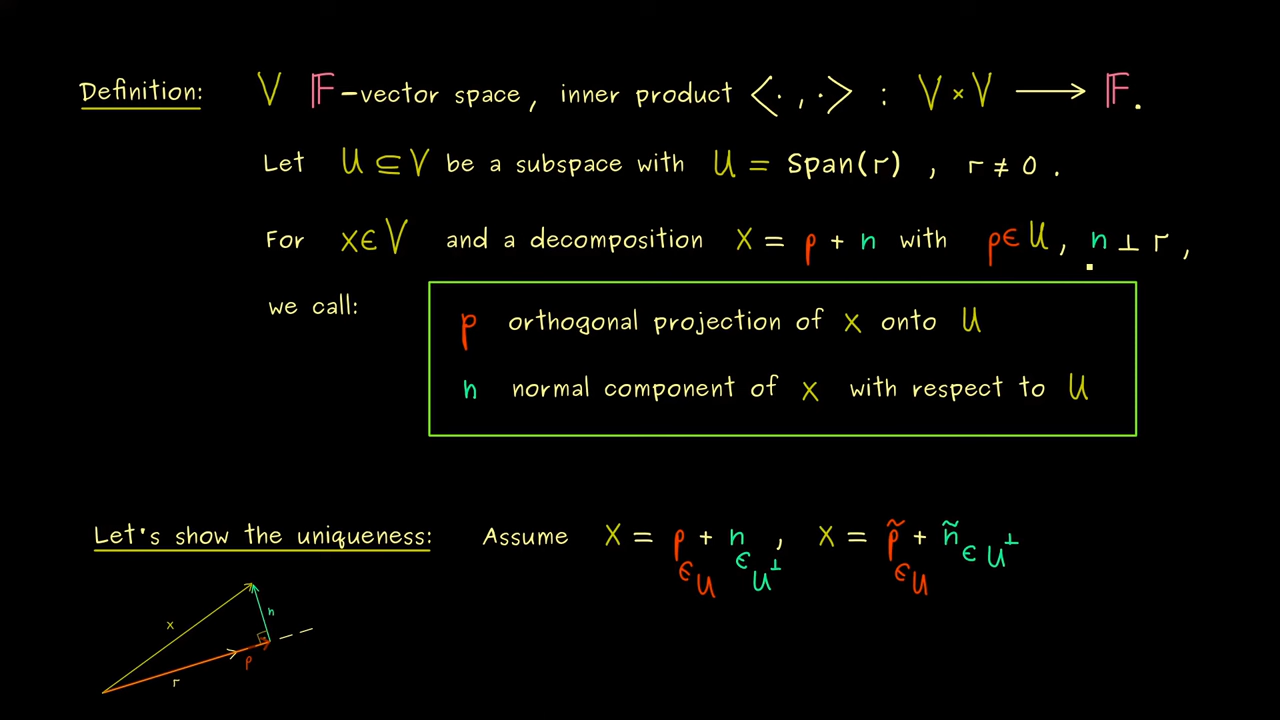 Definition: V 𝔽-vector space, inner product ⟨·,·⟩ : V×V ⟶ 𝔽.
Let U ⊆ V be a subspace with U = Span(r) , r ≠ 0 .
For x∈V and a decomposition x = p + n with p∈U, n ⊥ r ,
we call:
p orthogonal projection of x onto U
n normal component of x with respect to U
Let's show the uniqueness: Assume x = p + n , x = p̃ + ñ ∈ U⊥
∈U ∈U⊥ ∈U
n
x
p
r